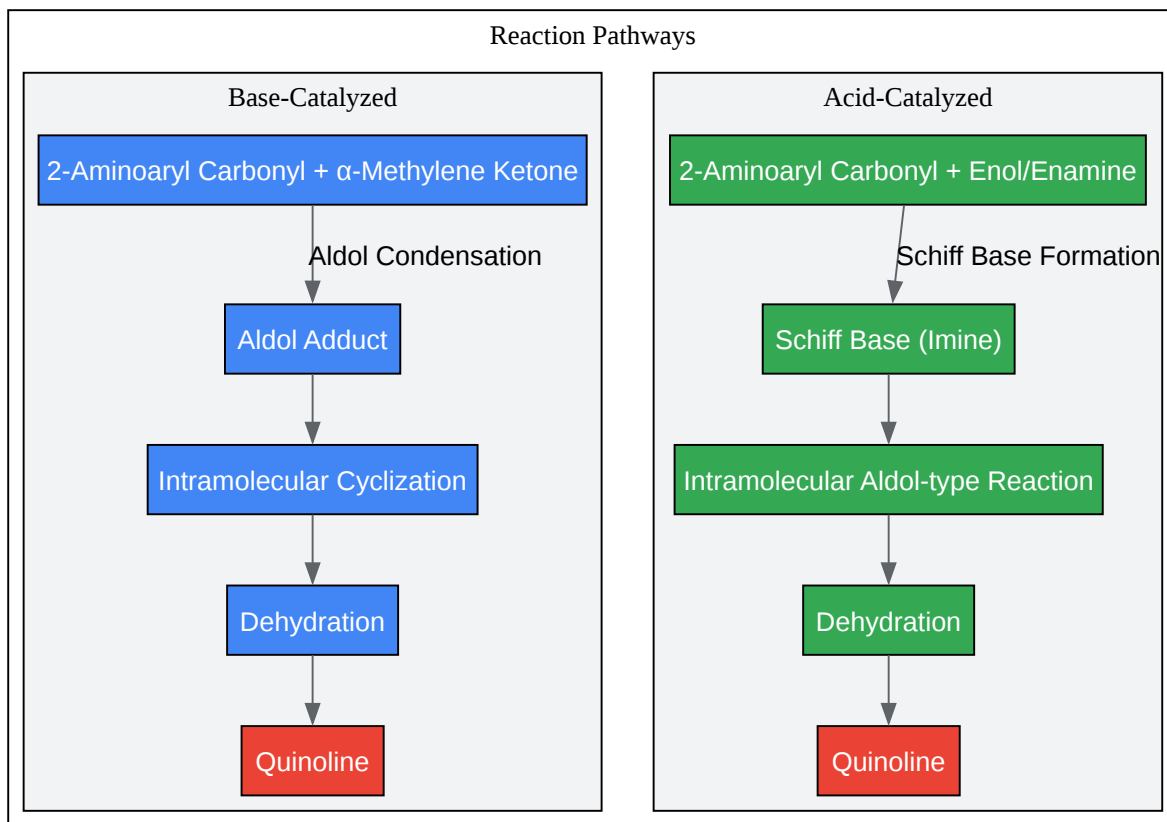 Reaction Pathways
Base-Catalyzed
2-Aminoaryl Carbonyl + α-Methylene Ketone
Aldol Condensation
Aldol Adduct
Intramolecular Cyclization
Dehydration
Quinoline
Acid-Catalyzed
2-Aminoaryl Carbonyl + Enol/Enamine
Schiff Base Formation
Schiff Base (Imine)
Intramolecular Aldol-type Reaction
Dehydration
Quinoline